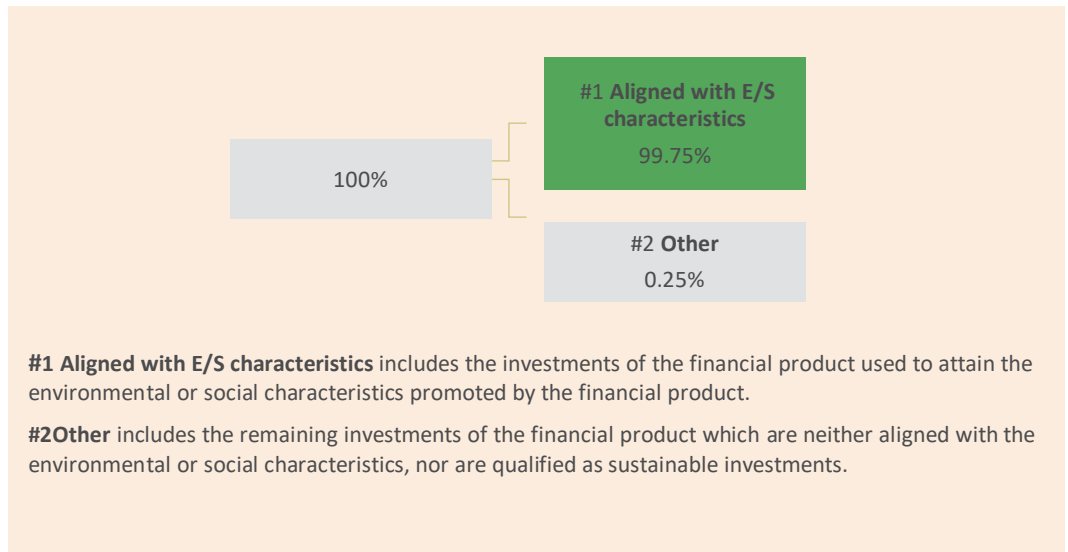 #1 Aligned with E/S
characteristics
99.75%
100%
#2 Other
0.25%
#1 Aligned with E/S characteristics includes the investments of the financial product used to attain the
environmental or social characteristics promoted by the financial product.
#2Other includes the remaining investments of the financial product which are neither aligned with the
environmental or social characteristics, nor are qualified as sustainable investments.